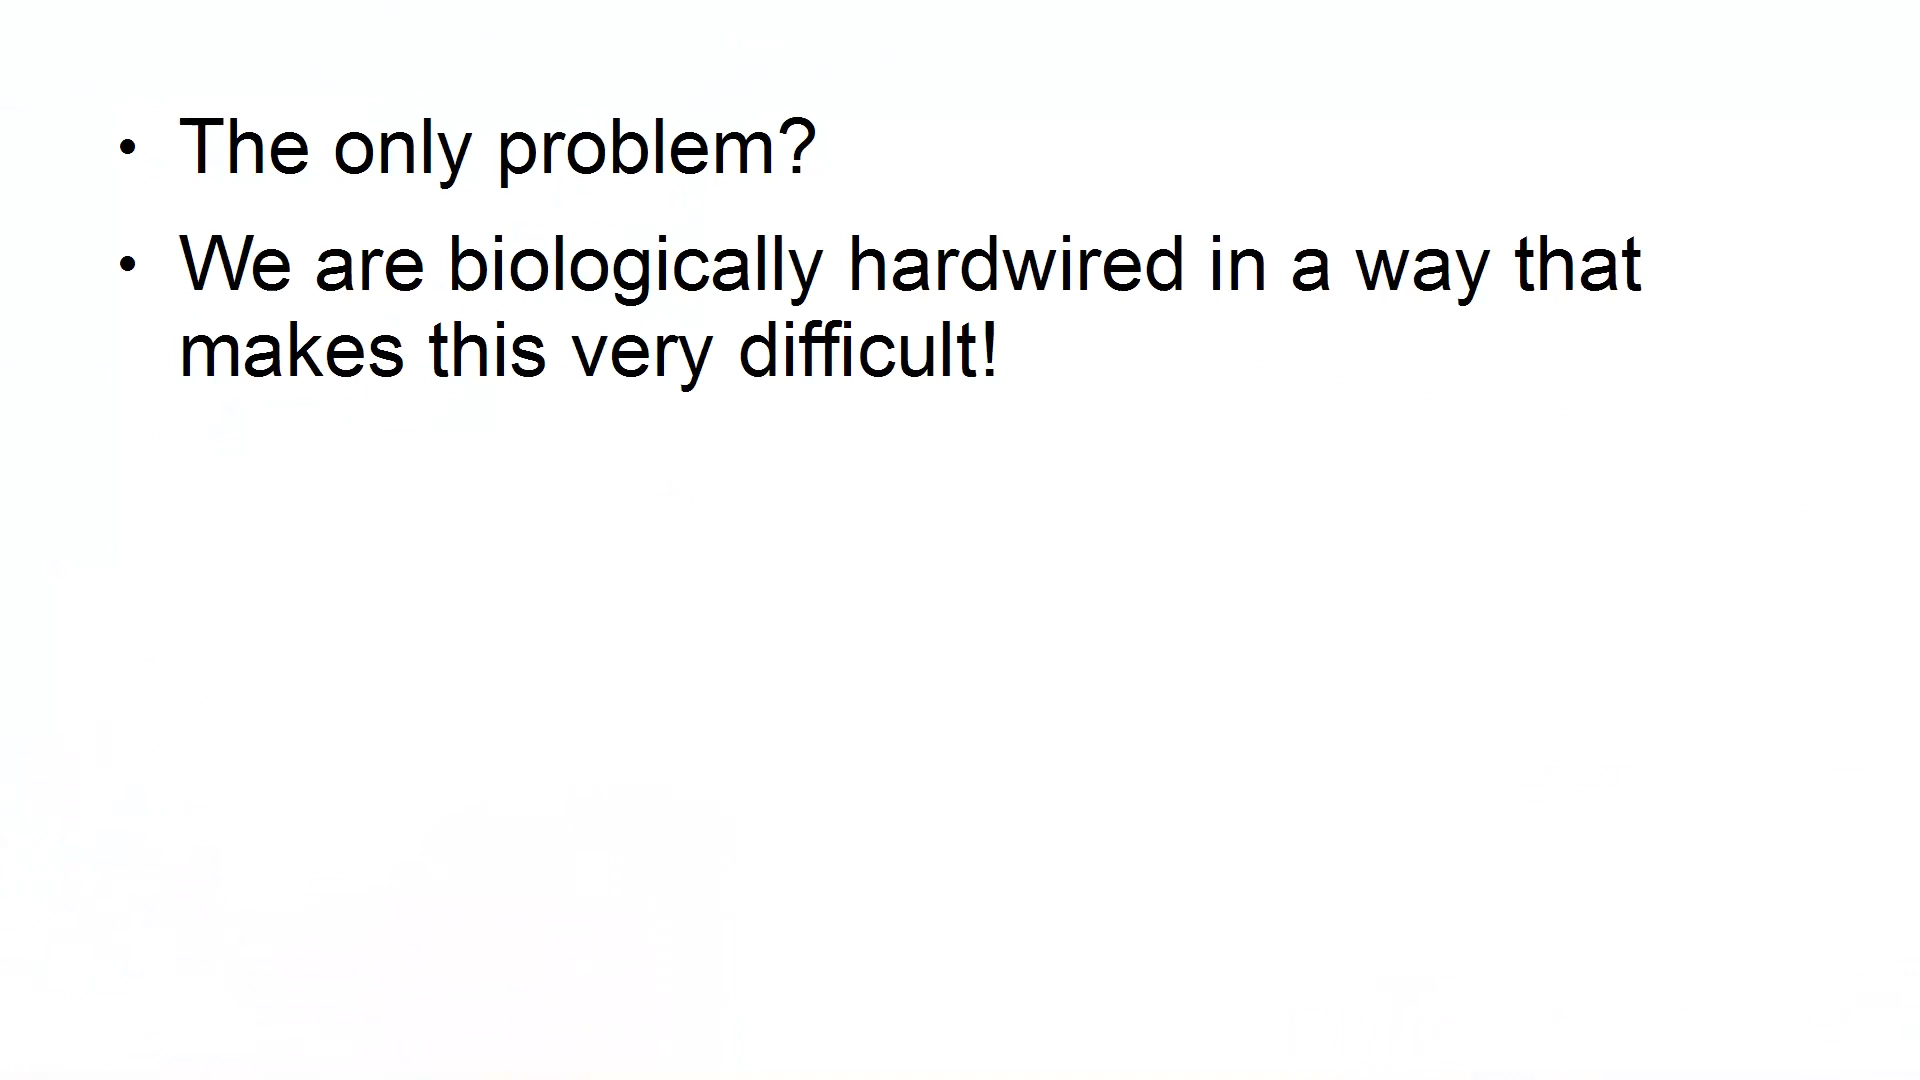 • The only problem?
• We are biologically hardwired in a way that
makes this very difficult!